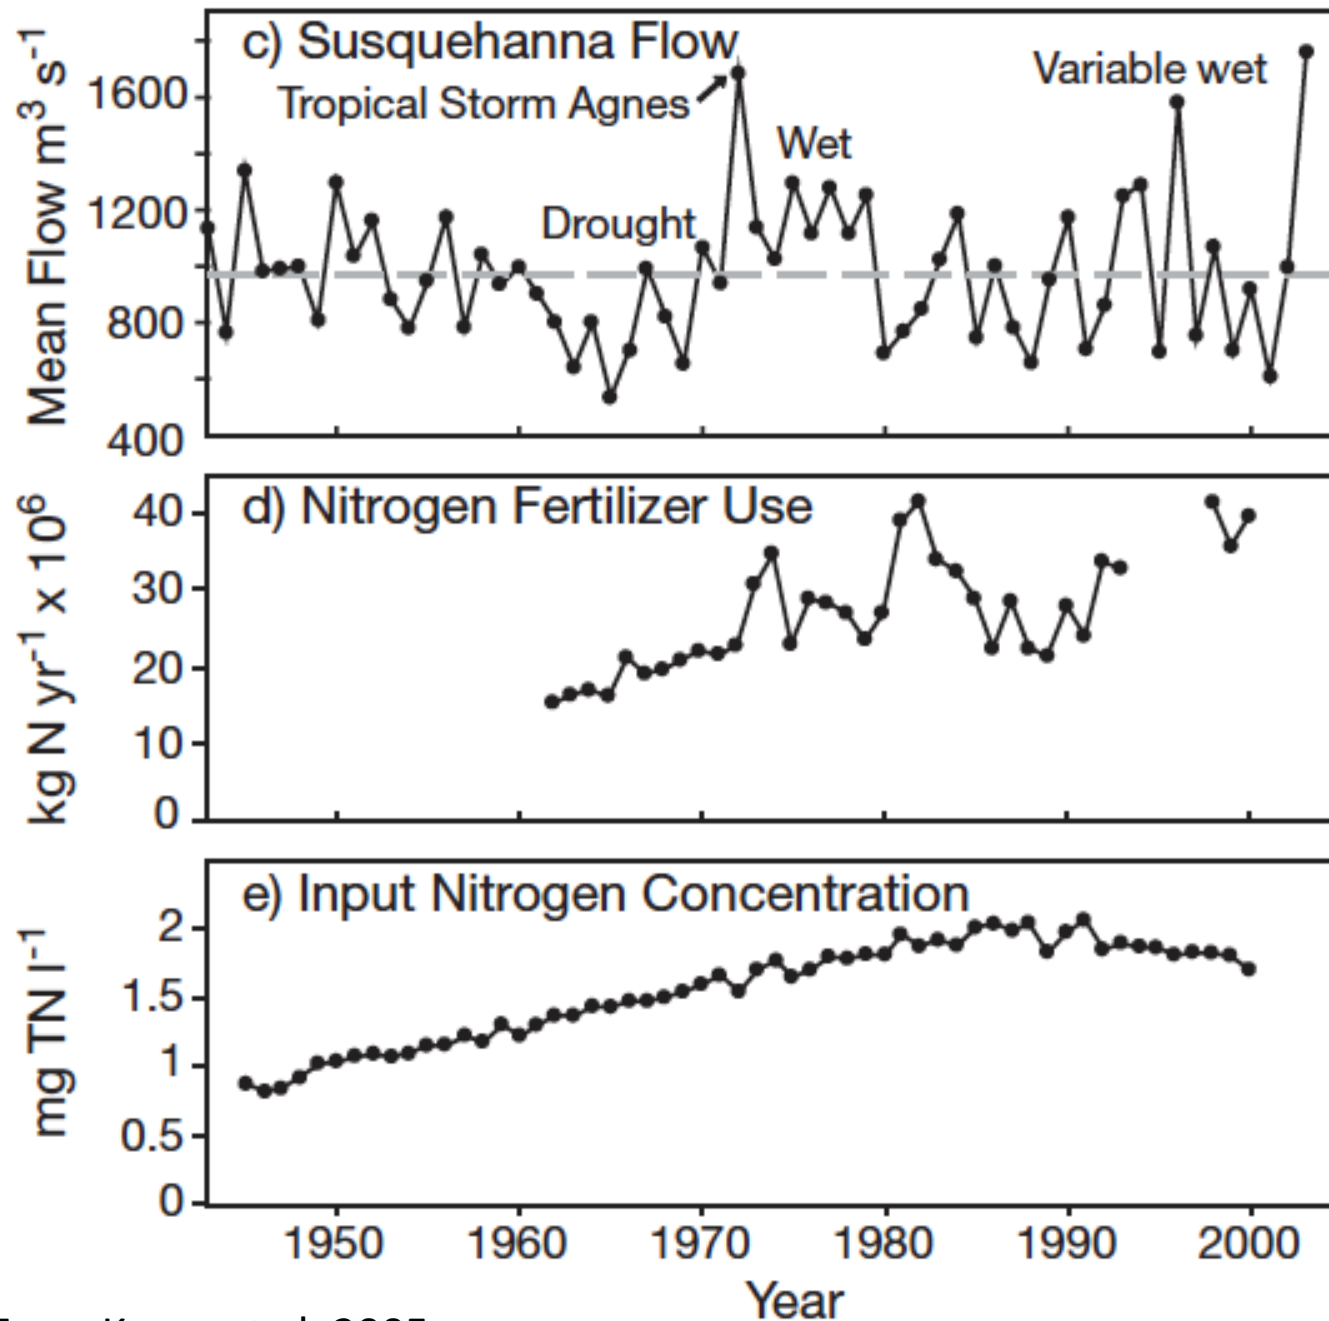 c) Susquehanna Flow
Tropical Storm Agnes
Variable wet
Wet
Drought
Mean Flow m³ s⁻¹
1600
1200
800
400
d) Nitrogen Fertilizer Use
kg N yr⁻¹ x 10⁶
40
30
20
10
0
e) Input Nitrogen Concentration
mg TN l⁻¹
2
1.5
1
0.5
0
1950 1960 1970 1980 1990 2000
Year